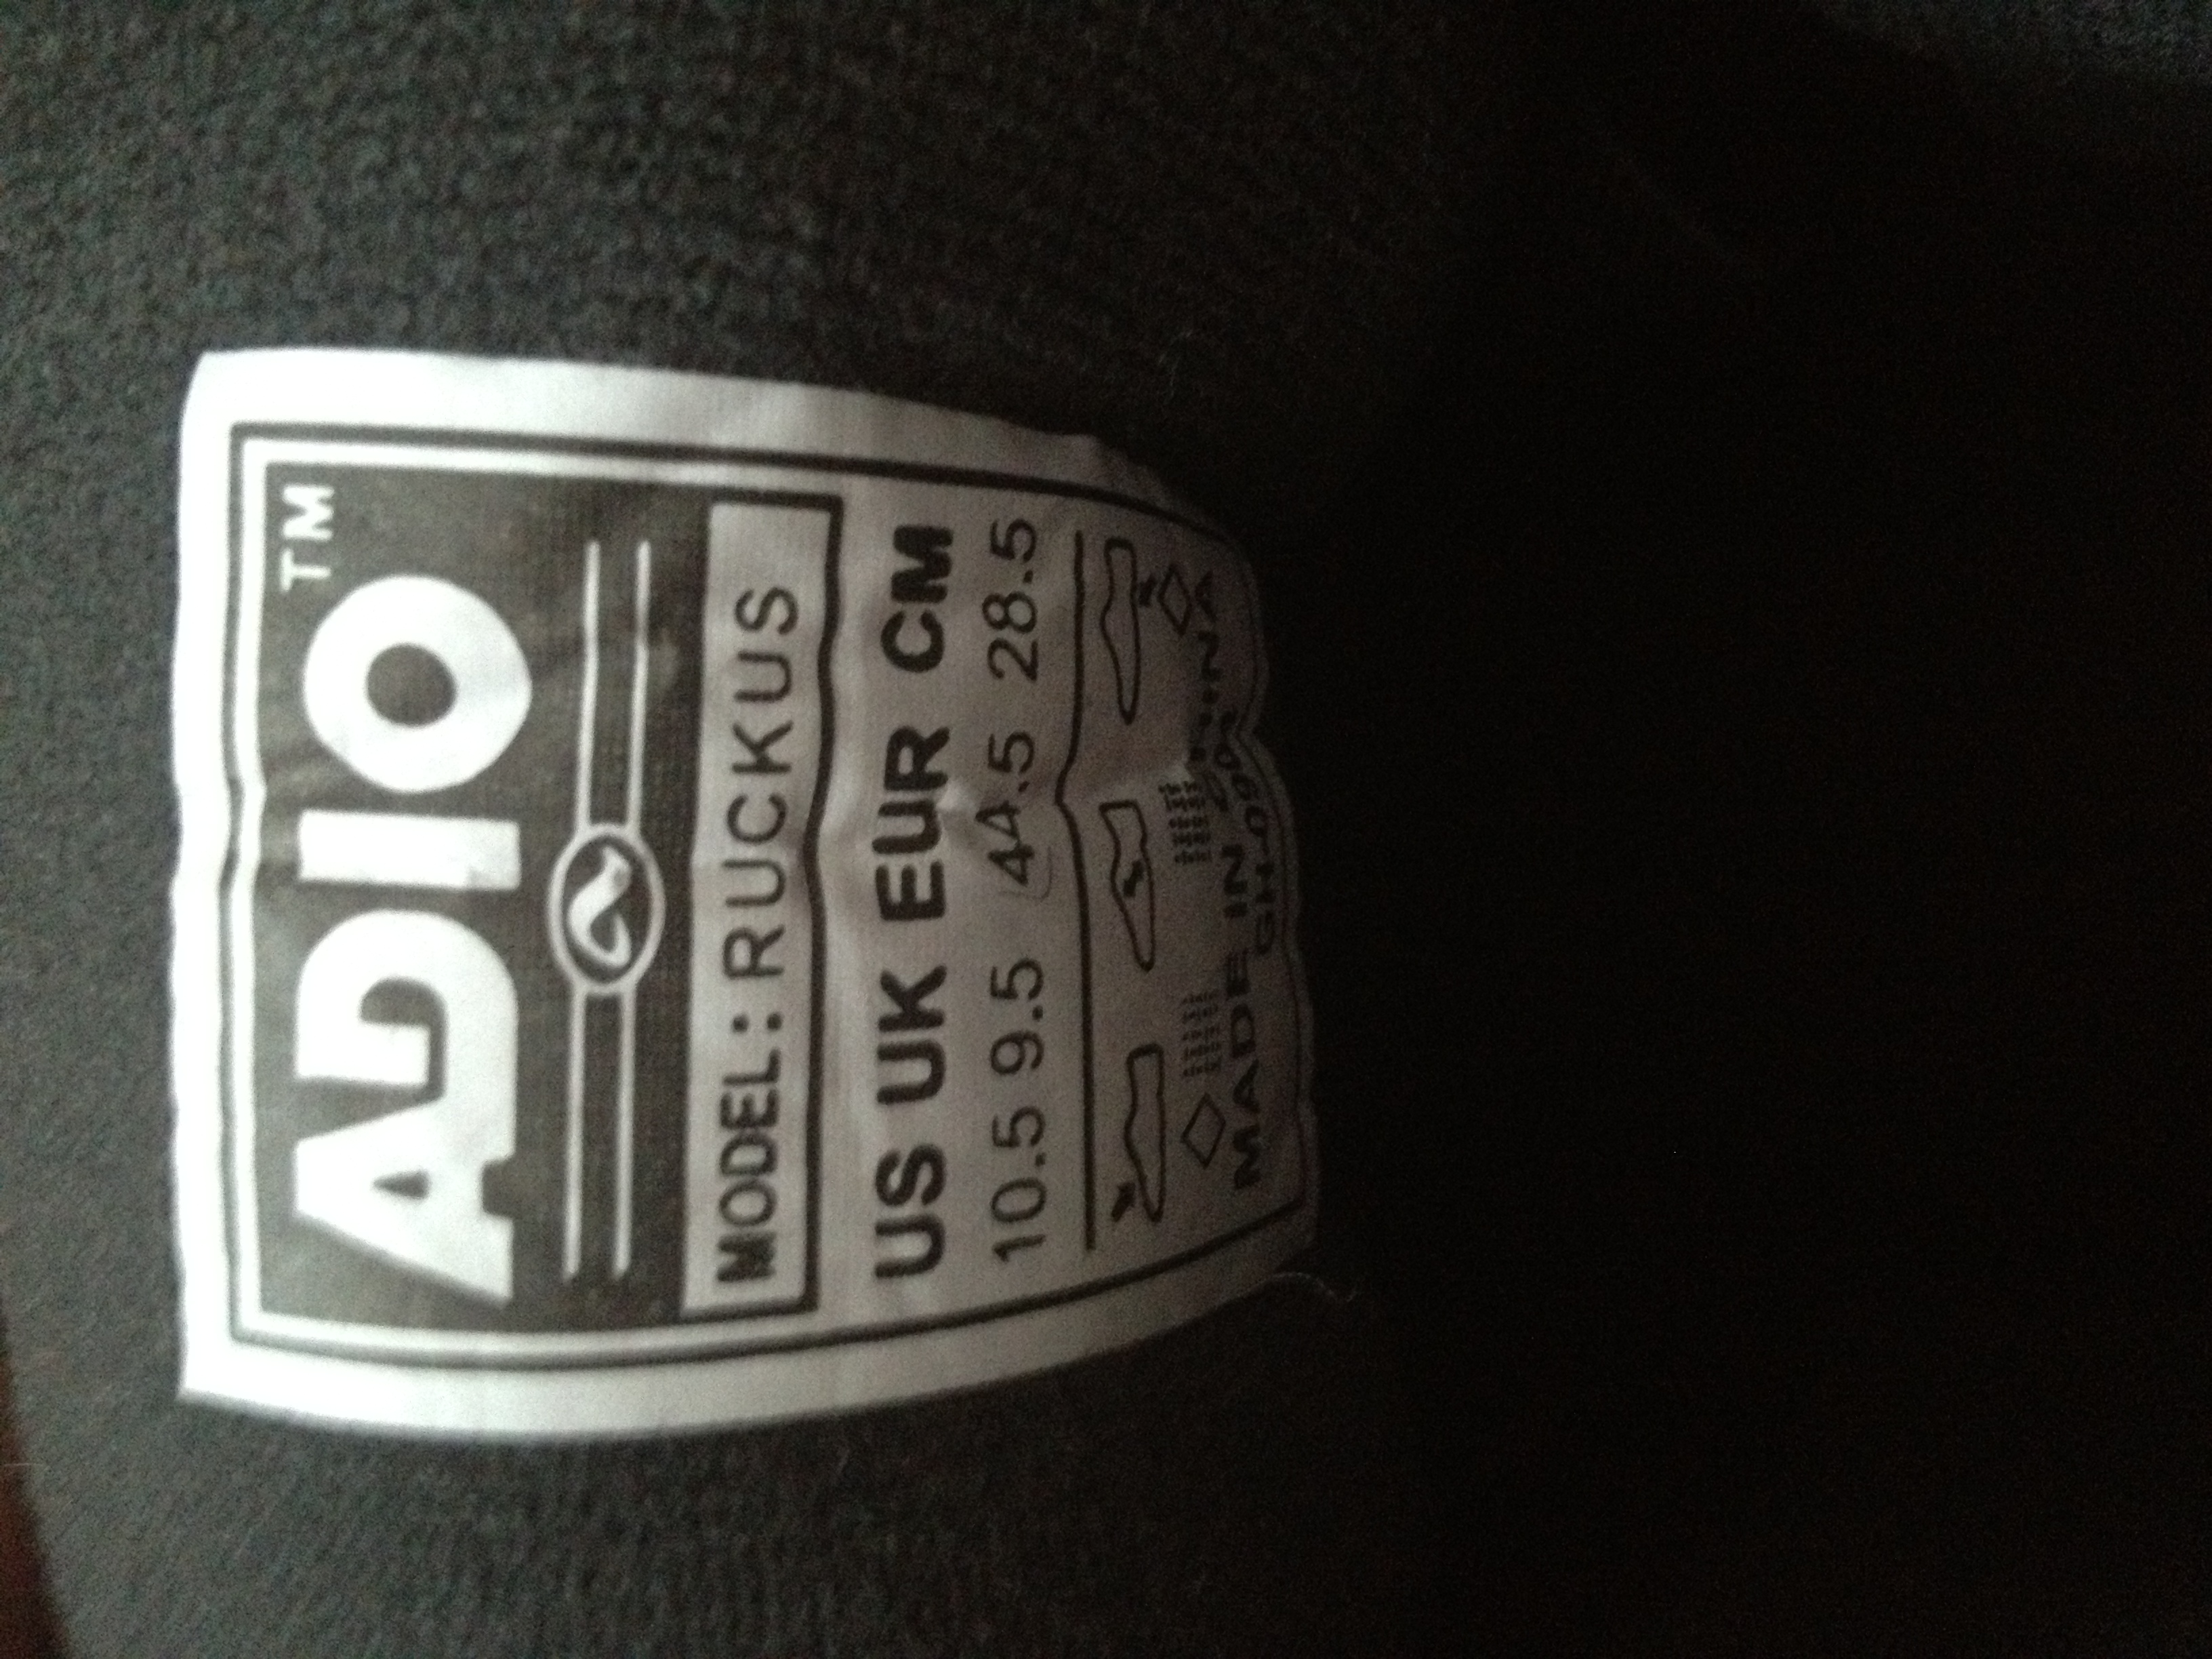 ADIO™
MODEL: RUCKUS
US UK EUR CM
10.5 9.5 44.5 28.5
MADE IN CHINA